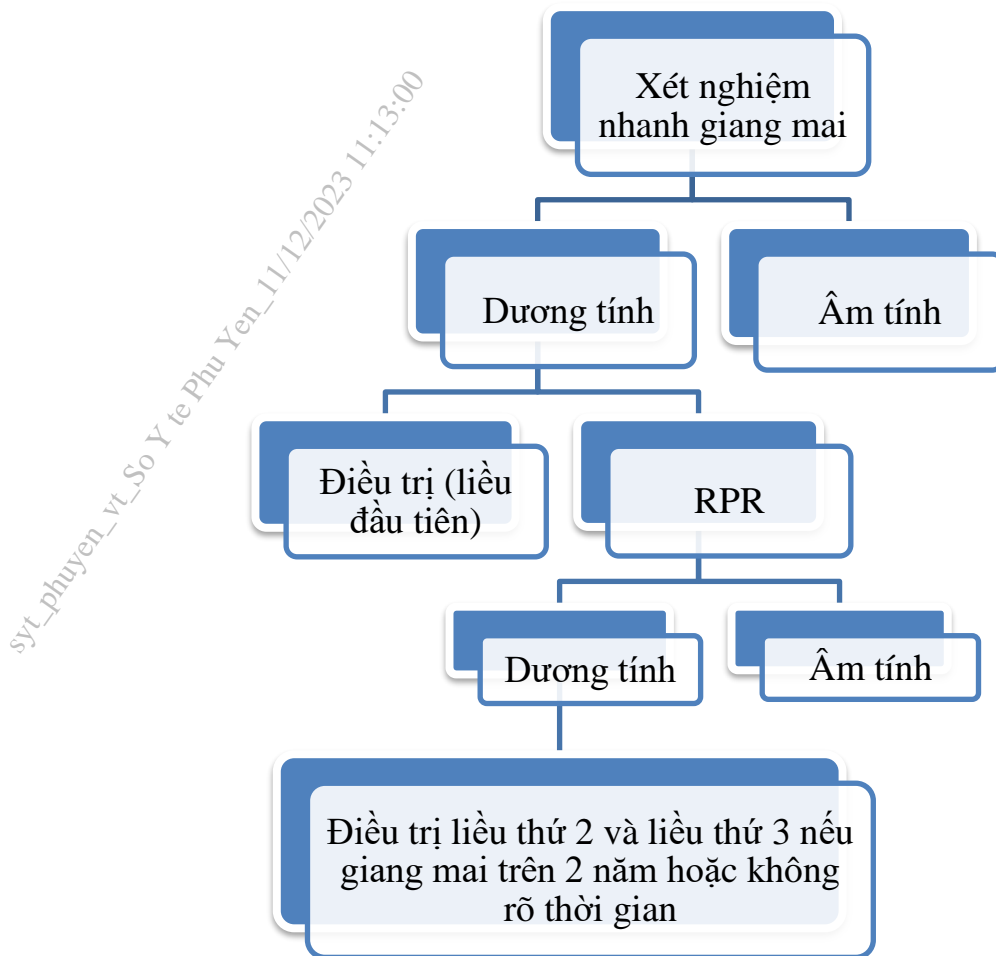 Xét nghiệm
nhanh giang mai
syt_phuyen_vt_So Y te Phu Yen_11/12/2023 11:13:00
Dương tính
Âm tính
Điều trị (liều
đầu tiên)
RPR
Dương tính
Âm tính
Điều trị liều thứ 2 và liều thứ 3 nếu
giang mai trên 2 năm hoặc không
rõ thời gian